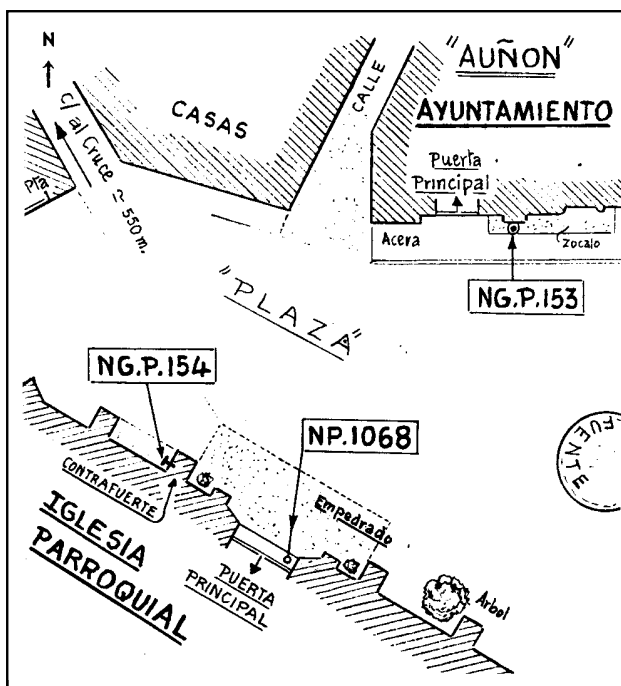 N
"AUÑON"
AYUNTAMIENTO
CASAS
CALLE
c/ al Cruce ≃ 550 m.
Pza.
Puerta
Principal
Acera
Zocalo
NG.P.153
"PLAZA"
NG.P.154
NP.1068
FUENTE
CONTRAFUERTE
Empedrado
IGLESIA
PARROQUIAL
PUERTA
PRINCIPAL
Arbol